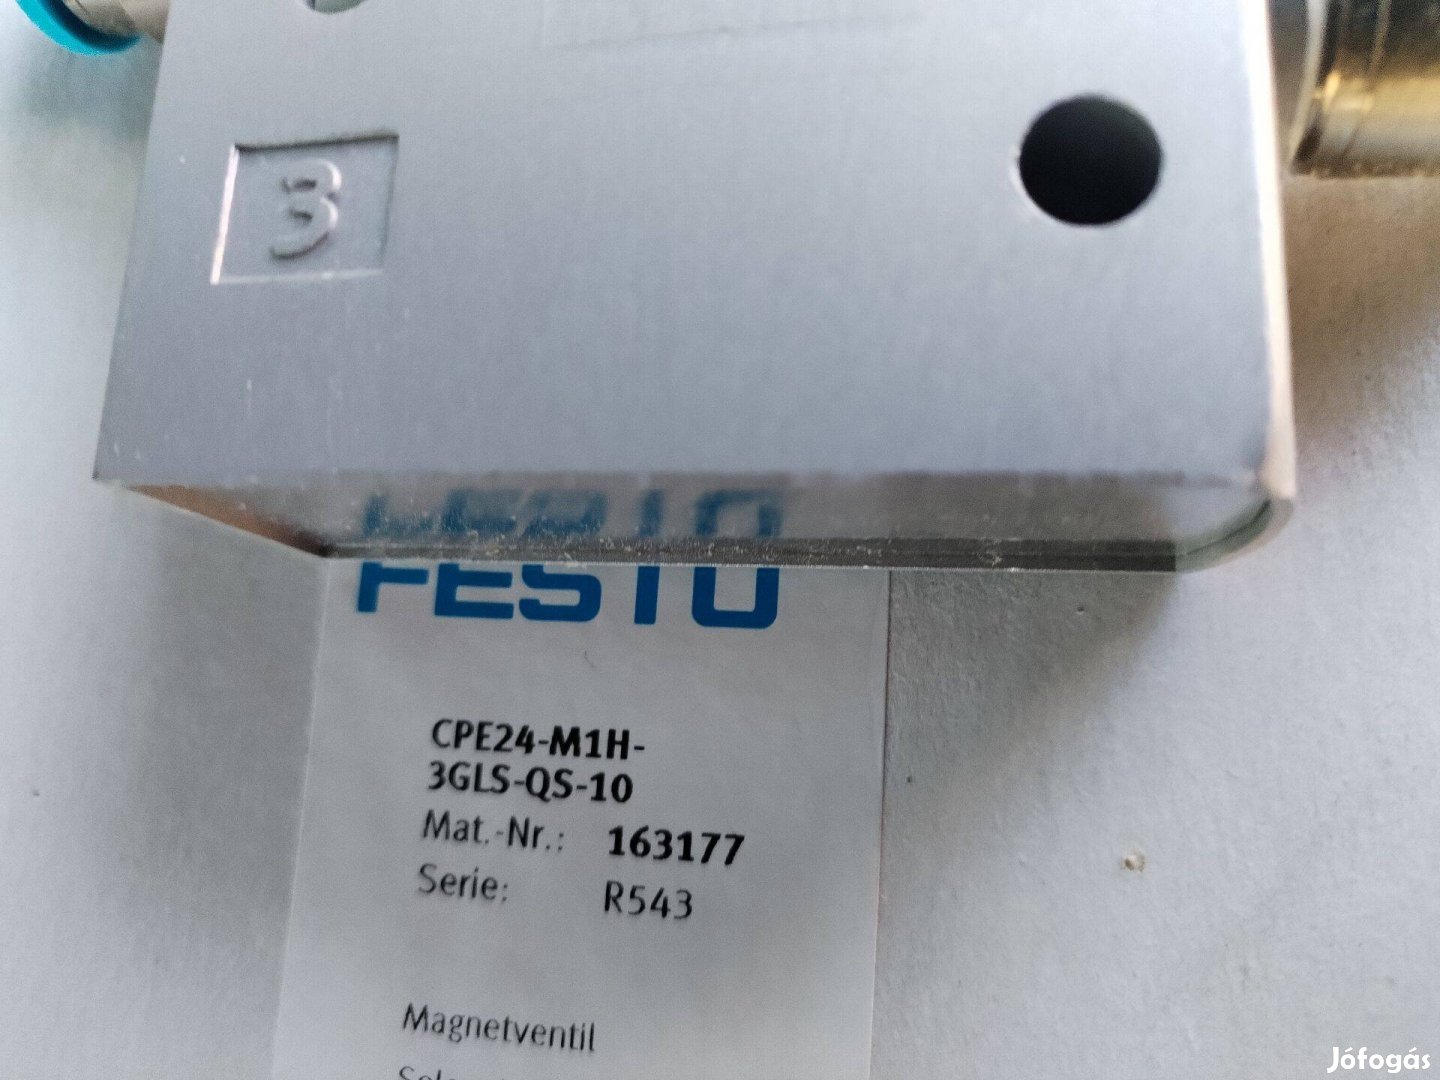 3
FESTO
CPE24-M1H-
3GLS-QS-10
Mat.-Nr.: 163177
Serie: R543
Magnetventil
Jófogás